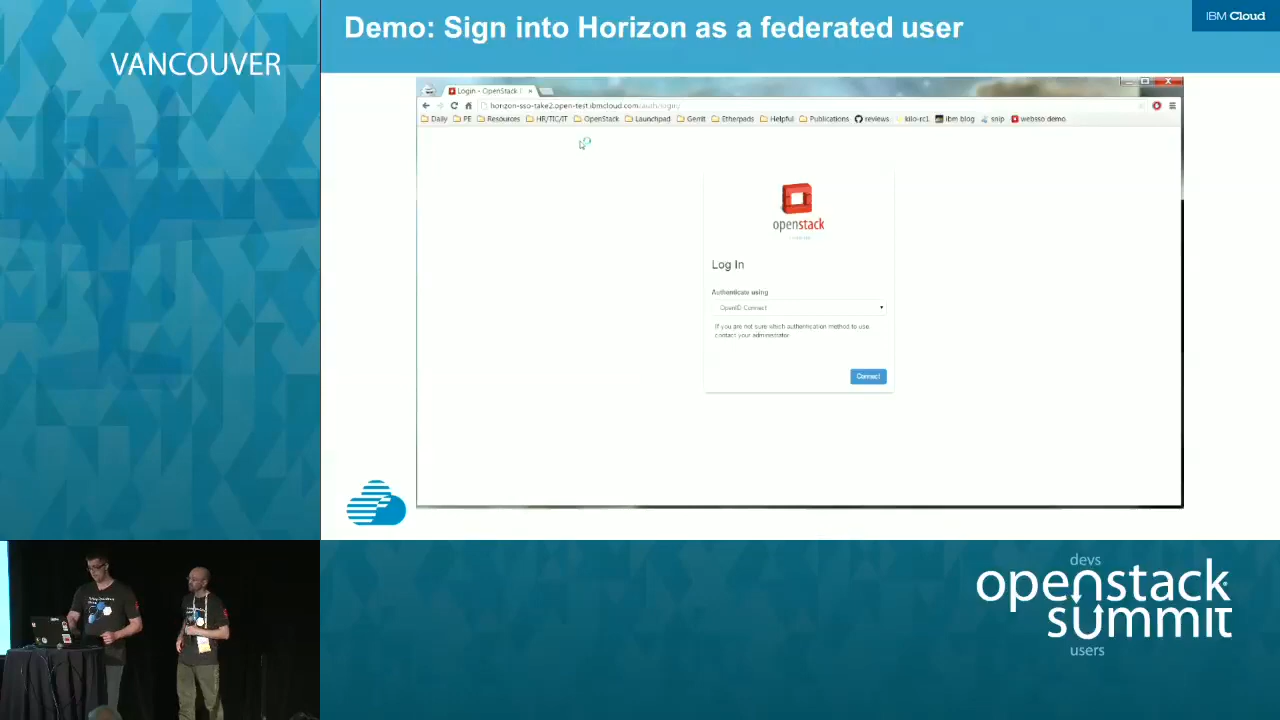 Demo: Sign into Horizon as a federated user
IBM Cloud
VANCOUVER
Login - OpenStack
horizon-sso-take2.open-test.ibmcloud.com/auth/login/
Daily PE Resources HR/TIC/IT OpenStack Launchpad Gerrit Etherpads Helpful Publications reviews kilo-rc1 ibm blog snip websso demo
openstack
Log In
Authenticate using
OpenID Connect
If you are not sure which authentication method to use
contact your administrator
Connect
devs
openstack
summit
users